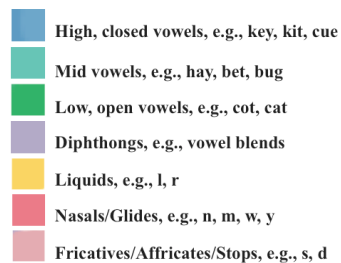 High, closed vowels, e.g., key, kit, cue
Mid vowels, e.g., hay, bet, bug
Low, open vowels, e.g., cot, cat
Diphthongs, e.g., vowel blends
Liquids, e.g., l, r
Nasals/Glides, e.g., n, m, w, y
Fricatives/Affricates/Stops, e.g., s, d